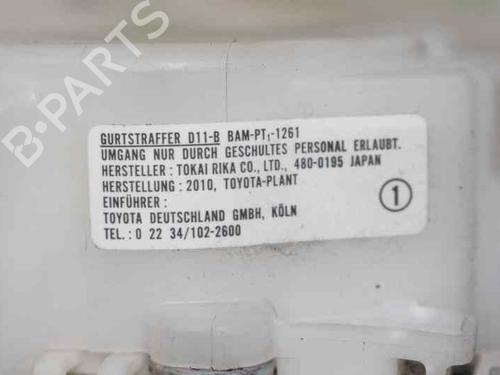 GURTSTRAFFER D11-B BAM-PT₁-1261
UMGANG NUR DURCH GESCHULTES PERSONAL ERLAUBT.
HERSTELLER : TOKAI RIKA CO., LTD., 480-0195 JAPAN
HERSTELLUNG : 2010, TOYOTA-PLANT
EINFÜHRER :
TOYOTA DEUTSCHLAND GMBH, KÖLN
TEL. : 0 22 34/102-2600
1
B-PARTS